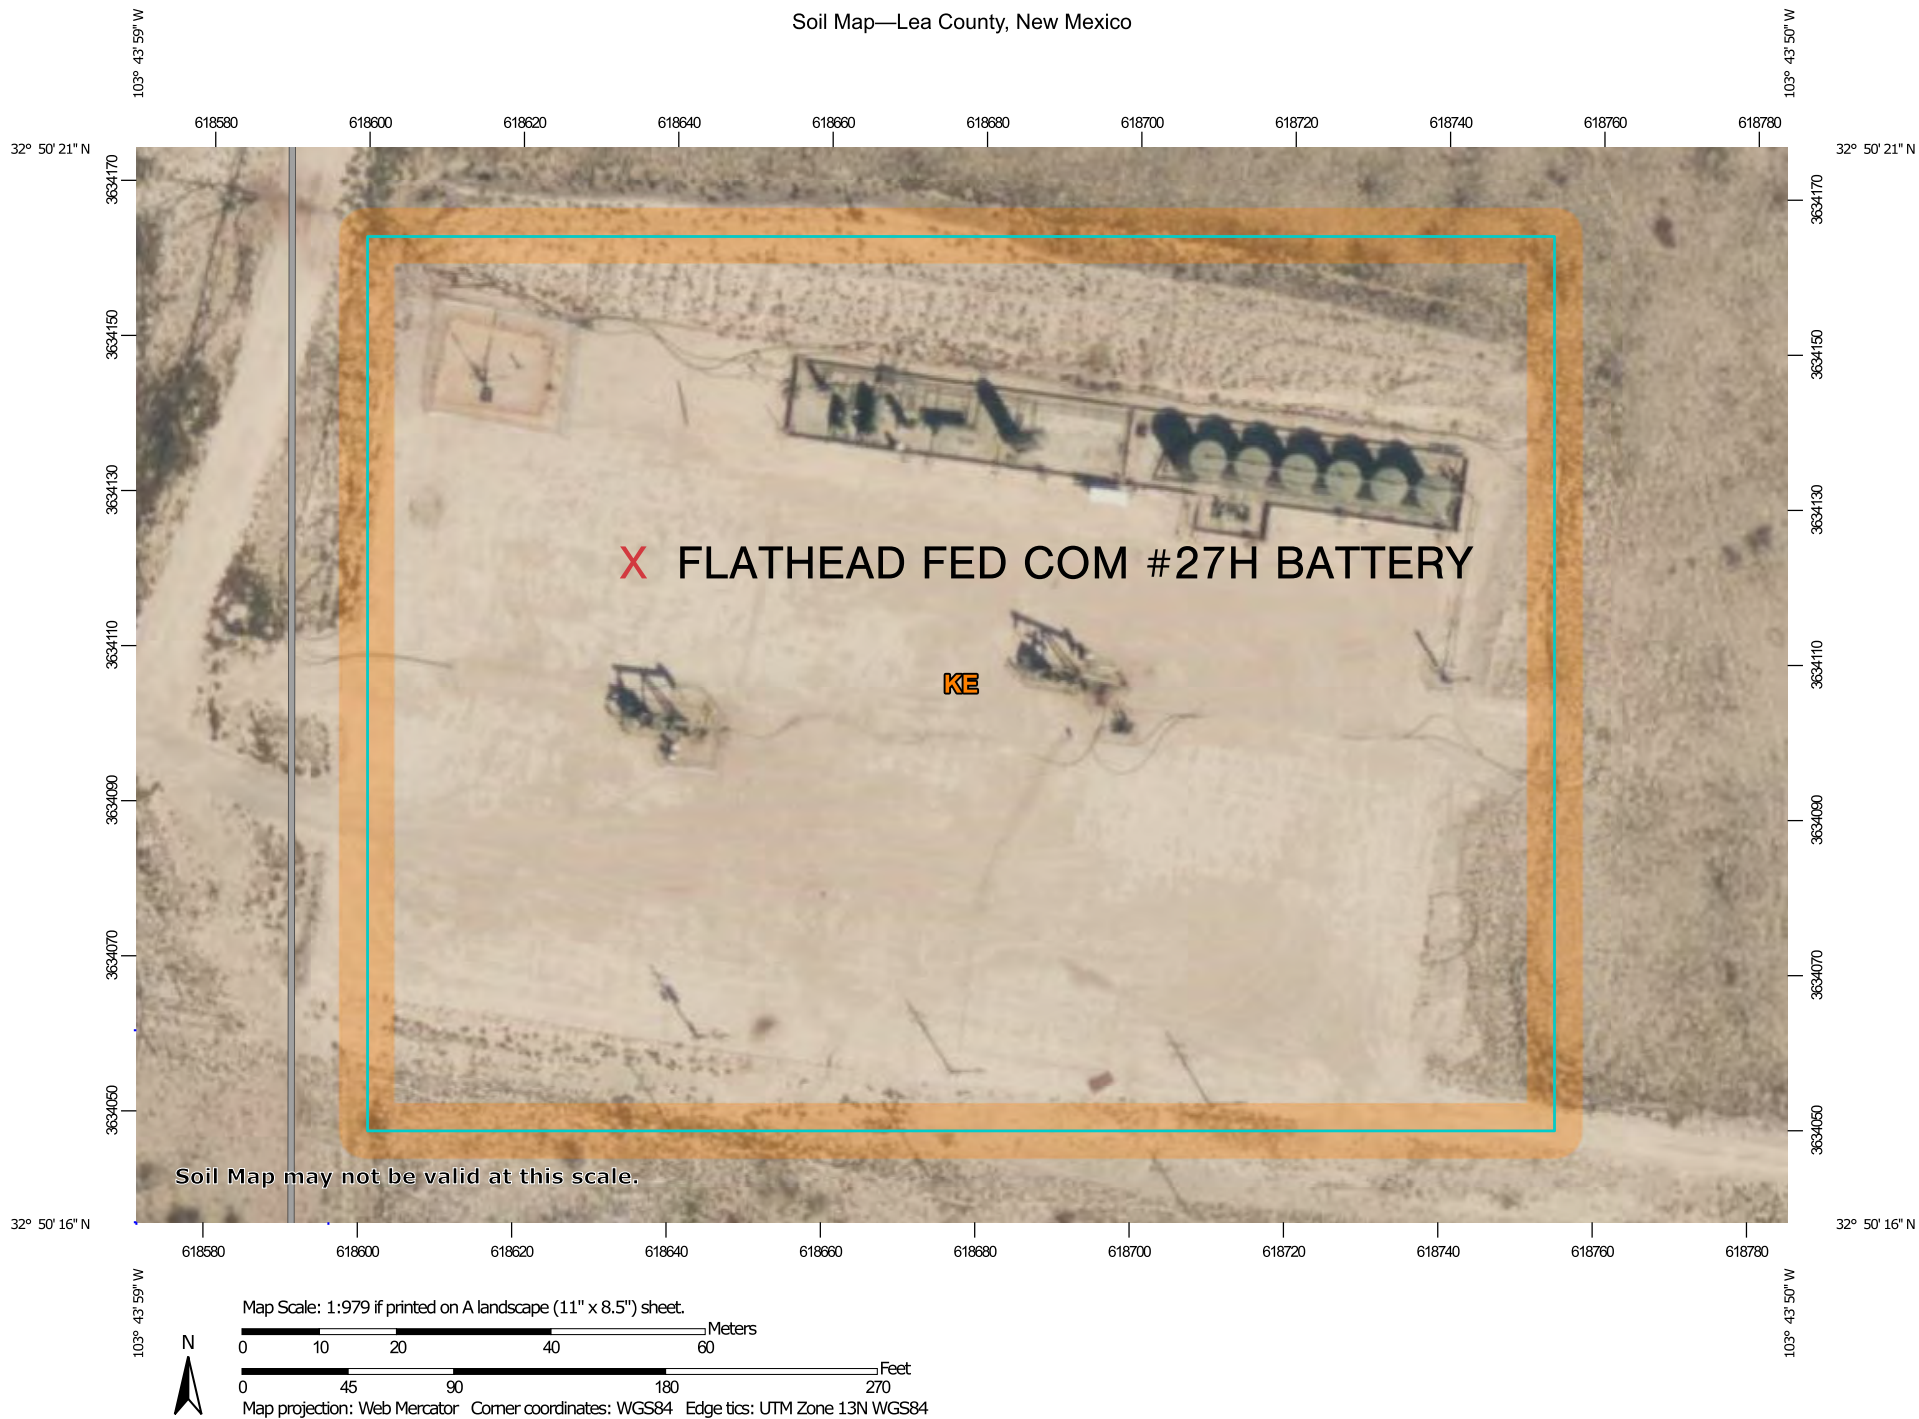 Soil Map—Lea County, New Mexico
103° 43' 59" W
103° 43' 50" W
618580 618600 618620 618640 618660 618680 618700 618720 618740 618760 618780
32° 50' 21" N
32° 50' 21" N
3634170
3634170
3634150
3634150
3634130
3634130
X FLATHEAD FED COM #27H BATTERY
3634110
3634110
KE
3634090
3634090
3634070
3634070
3634050
3634050
Soil Map may not be valid at this scale.
32° 50' 16" N
32° 50' 16" N
618580 618600 618620 618640 618660 618680 618700 618720 618740 618760 618780
103° 43' 59" W
103° 43' 50" W
Map Scale: 1:979 if printed on A landscape (11" x 8.5") sheet.
Meters
0 10 20 40 60
N
Feet
0 45 90 180 270
Map projection: Web Mercator Corner coordinates: WGS84 Edge tics: UTM Zone 13N WGS84